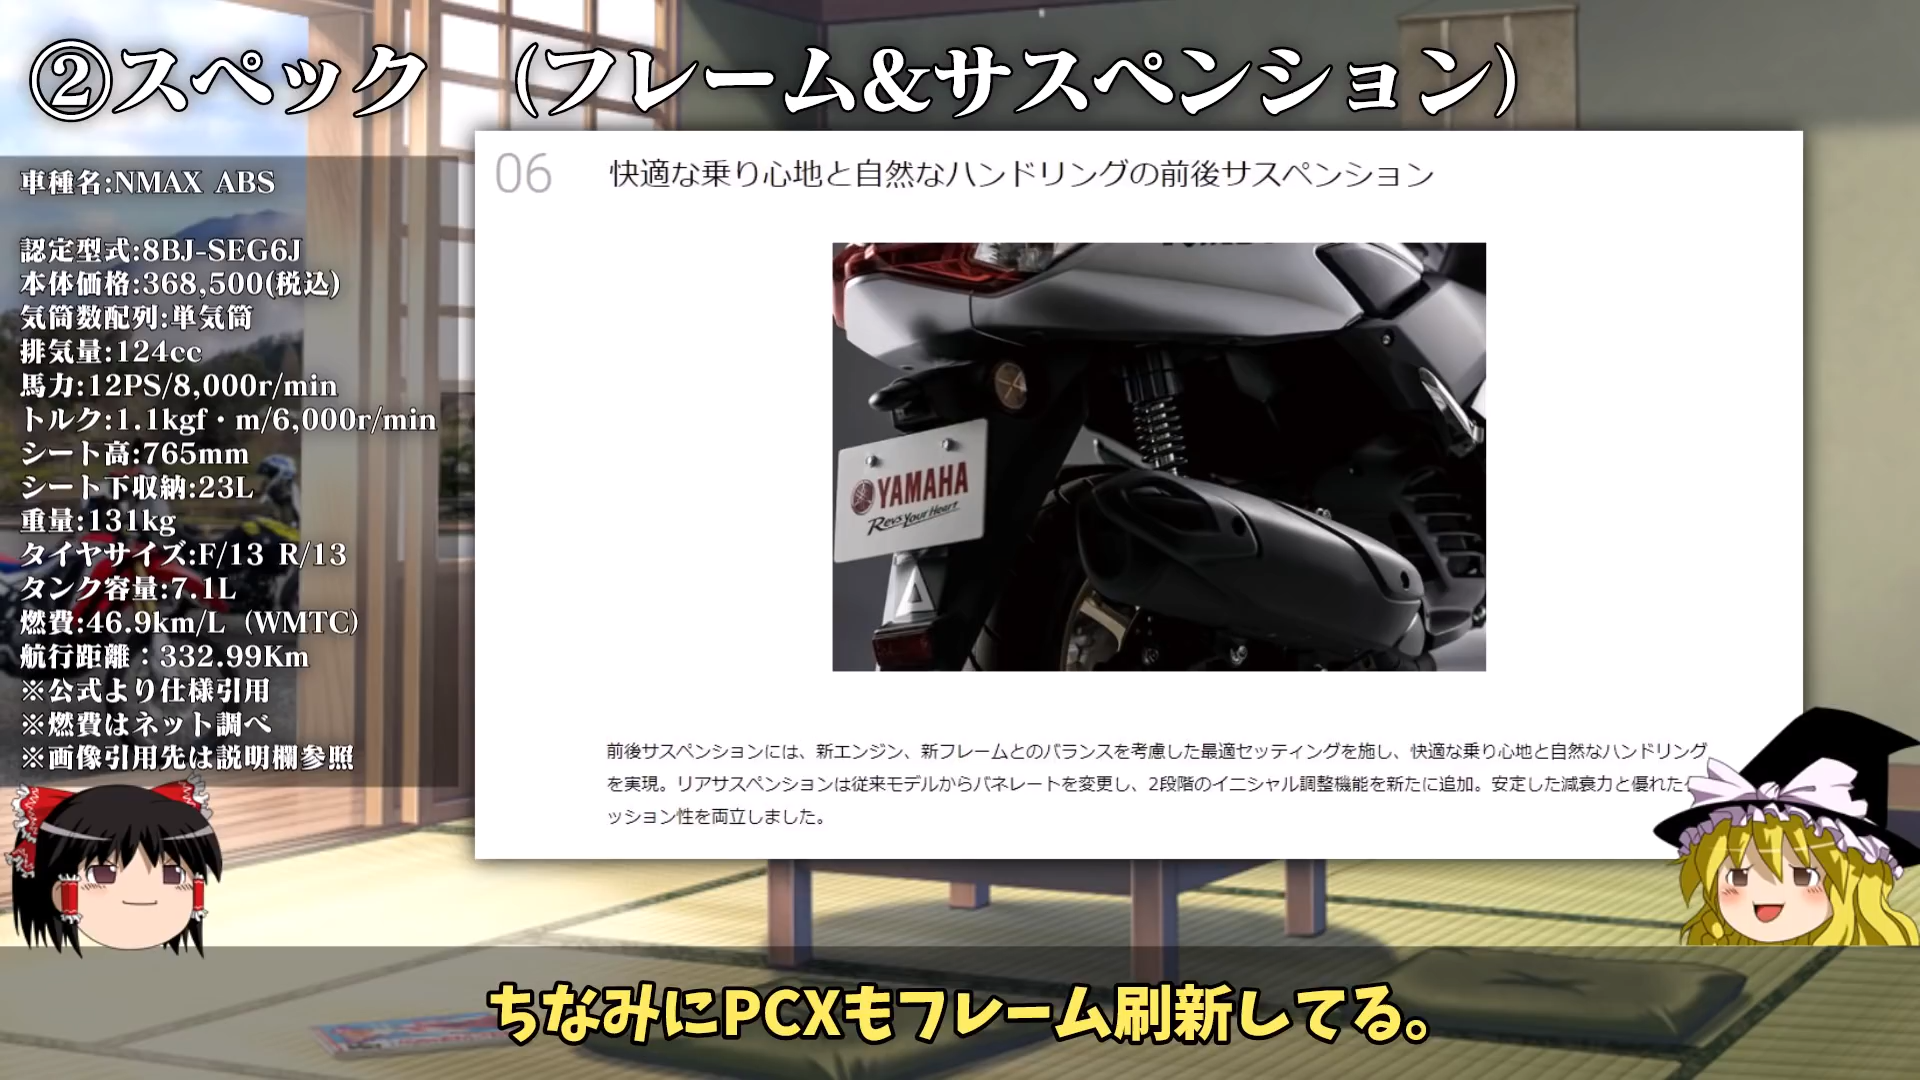 ②スペック （フレーム&サスペンション）
車種名:NMAX ABS
認定型式:8BJ-SEG6J
本体価格:368,500(税込)
気筒数配列:単気筒
排気量:124cc
馬力:12PS/8,000r/min
トルク:1.1kgf・m/6,000r/min
シート高:765mm
シート下収納:23L
重量:131kg
タイヤサイズ:F/13 R/13
タンク容量:7.1L
燃費:46.9km/L（WMTC）
航行距離：332.99Km
※公式より仕様引用
※燃費はネット調べ
※画像引用先は説明欄参照
06 快適な乗り心地と自然なハンドリングの前後サスペンション
YAMAHA
Revs Your Heart
前後サスペンションには、新エンジン、新フレームとのバランスを考慮した最適セッティングを施し、快適な乗り心地と自然なハンドリング
を実現。リアサスペンションは従来モデルからバネレートを変更し、2段階のイニシャル調整機能を新たに追加。安定した減衰力と優れた
ッション性を両立しました。
ちなみにPCXもフレーム刷新してる。